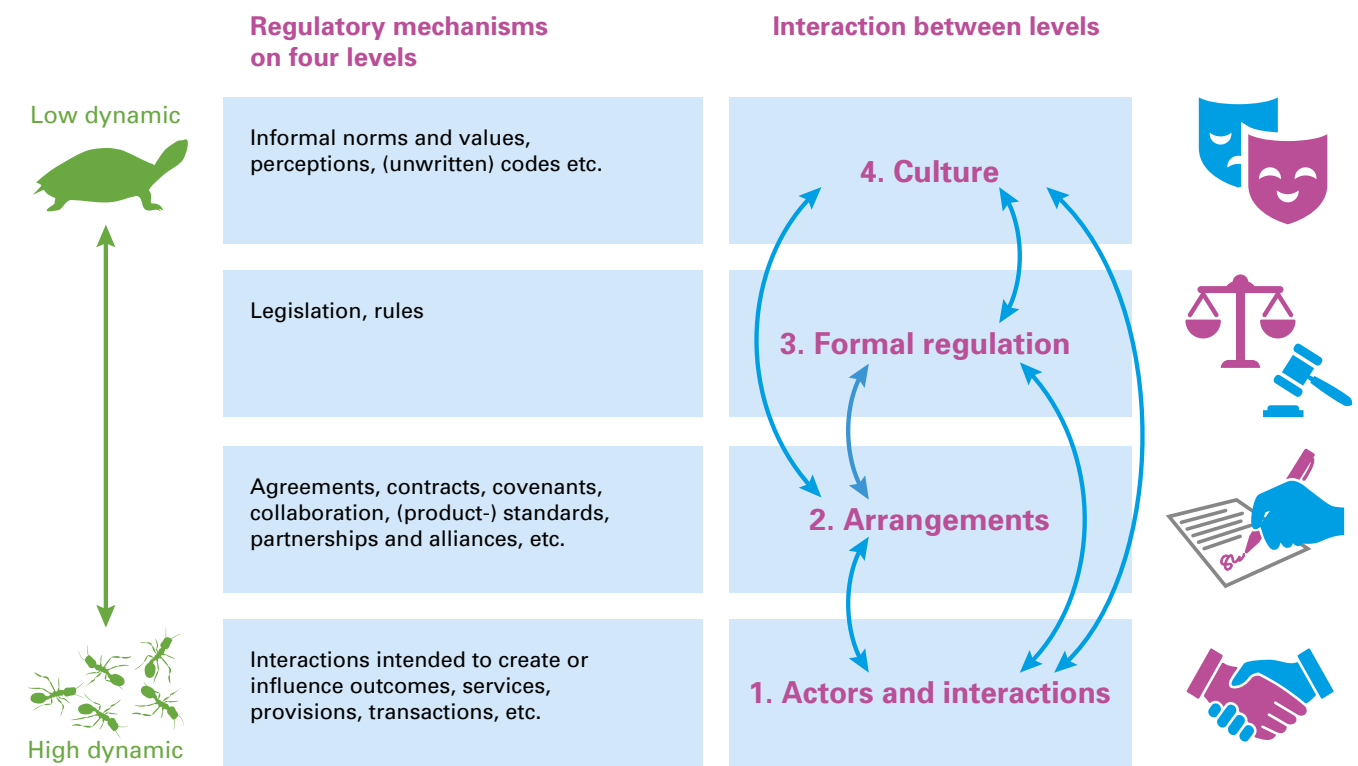 Regulatory mechanisms
on four levels
Interaction between levels
Low dynamic
Informal norms and values,
perceptions, (unwritten) codes etc.
4. Culture
Legislation, rules
3. Formal regulation
Agreements, contracts, covenants,
collaboration, (product-) standards,
partnerships and alliances, etc.
2. Arrangements
Interactions intended to create or
influence outcomes, services,
provisions, transactions, etc.
1. Actors and interactions
High dynamic